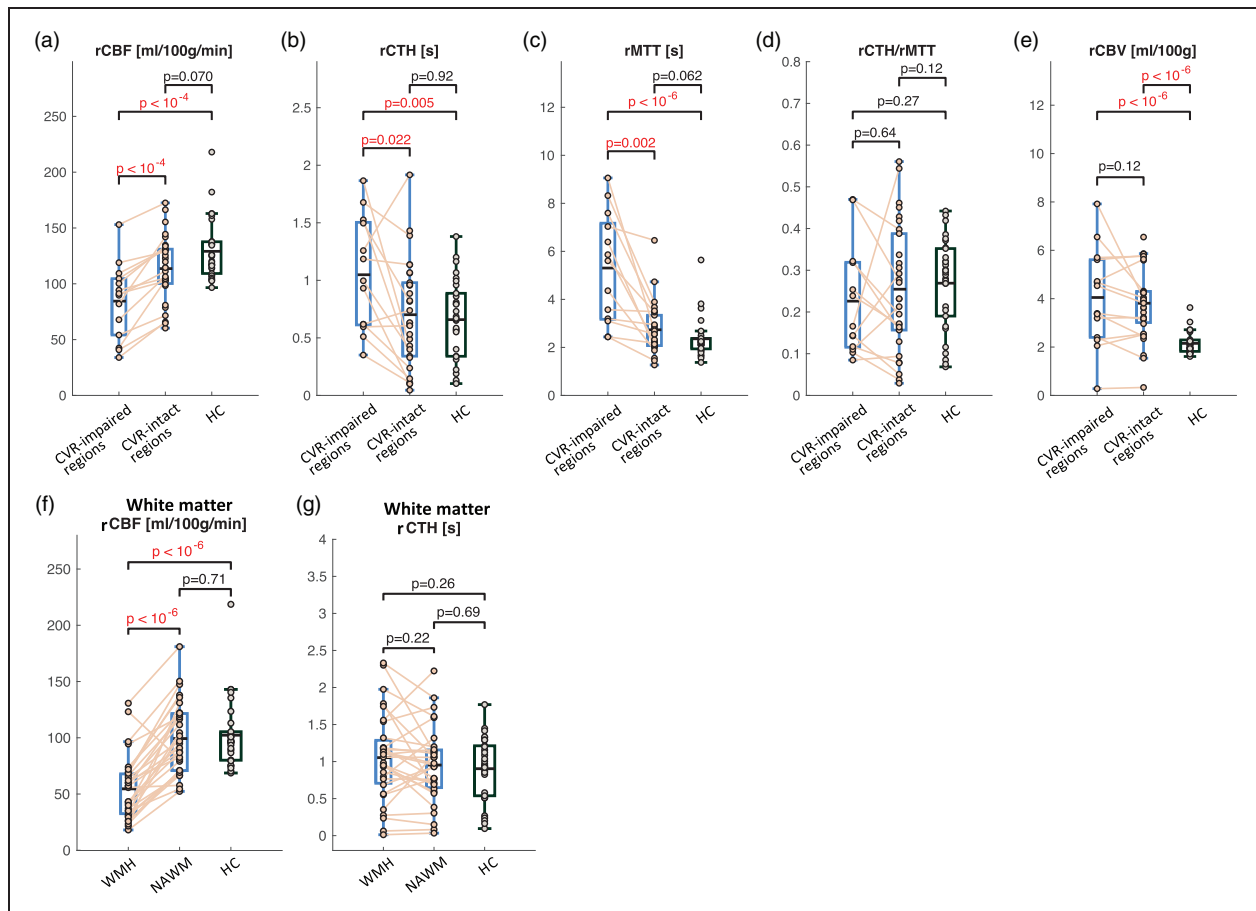 (a)
rCBF [ml/100g/min]
p=0.070
p < 10^-4
p < 10^-4
250
200
150
100
50
0
CVR-impaired regions
CVR-intact regions
HC
(b)
rCTH [s]
p=0.92
p=0.005
p=0.022
2.5
2
1.5
1
0.5
0
CVR-impaired regions
CVR-intact regions
HC
(c)
rMTT [s]
p=0.062
p < 10^-6
p=0.002
12
10
8
6
4
2
0
CVR-impaired regions
CVR-intact regions
HC
(d)
rCTH/rMTT
p=0.12
p=0.27
p=0.64
0.8
0.7
0.6
0.5
0.4
0.3
0.2
0.1
0
CVR-impaired regions
CVR-intact regions
HC
(e)
rCBV [ml/100g]
p < 10^-6
p < 10^-6
p=0.12
12
10
8
6
4
2
0
CVR-impaired regions
CVR-intact regions
HC
(f)
White matter
rCBF [ml/100g/min]
p < 10^-6
p=0.71
p < 10^-6
250
200
150
100
50
0
WMH
NAWM
HC
(g)
White matter
rCTH [s]
p=0.26
p=0.69
p=0.22
4
3.5
3
2.5
2
1.5
1
0.5
0
WMH
NAWM
HC